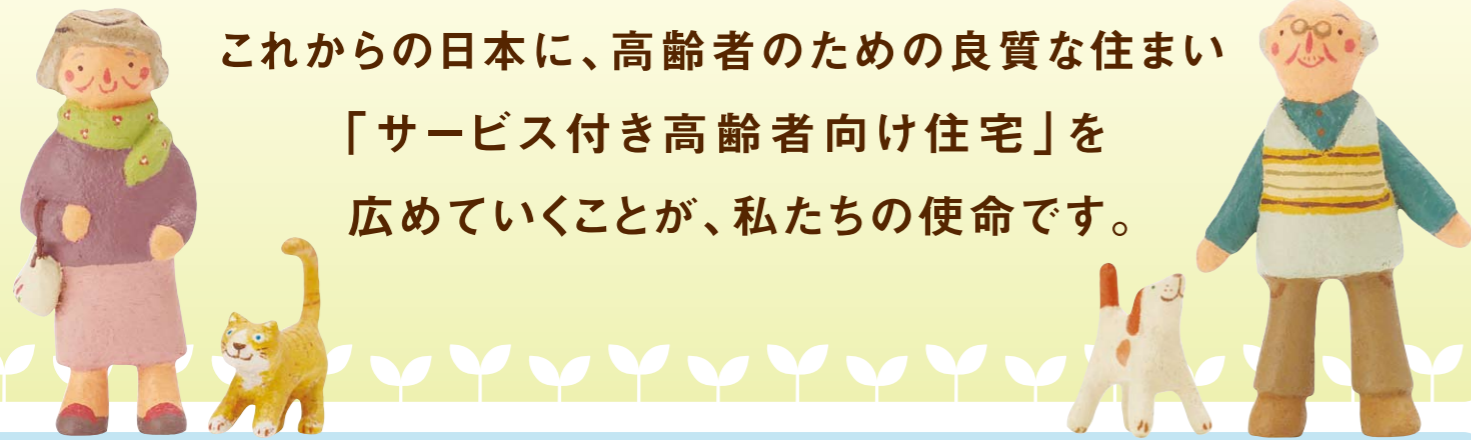 これからの日本に、高齢者のための良質な住まい
「サービス付き高齢者向け住宅」を
広めていくことが、私たちの使命です。